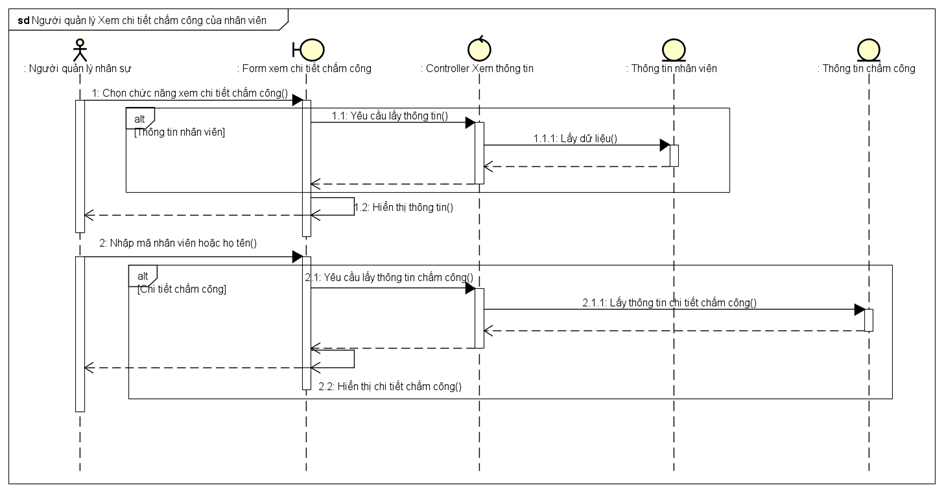 sd Người quản lý Xem chi tiết chấm công của nhân viên
: Người quản lý nhân sự
: Form xem chi tiết chấm công
: Controller Xem thông tin
: Thông tin nhân viên
: Thông tin chấm công
1: Chọn chức năng xem chi tiết chấm công()
alt
[Thông tin nhân viên]
1.1: Yêu cầu lấy thông tin()
1.1.1: Lấy dữ liệu()
1.2: Hiển thị thông tin()
2: Nhập mã nhân viên hoặc họ tên()
alt
[Chi tiết chấm công]
2.1: Yêu cầu lấy thông tin chấm công()
2.1.1: Lấy thông tin chi tiết chấm công()
2.2: Hiển thị chi tiết chấm công()